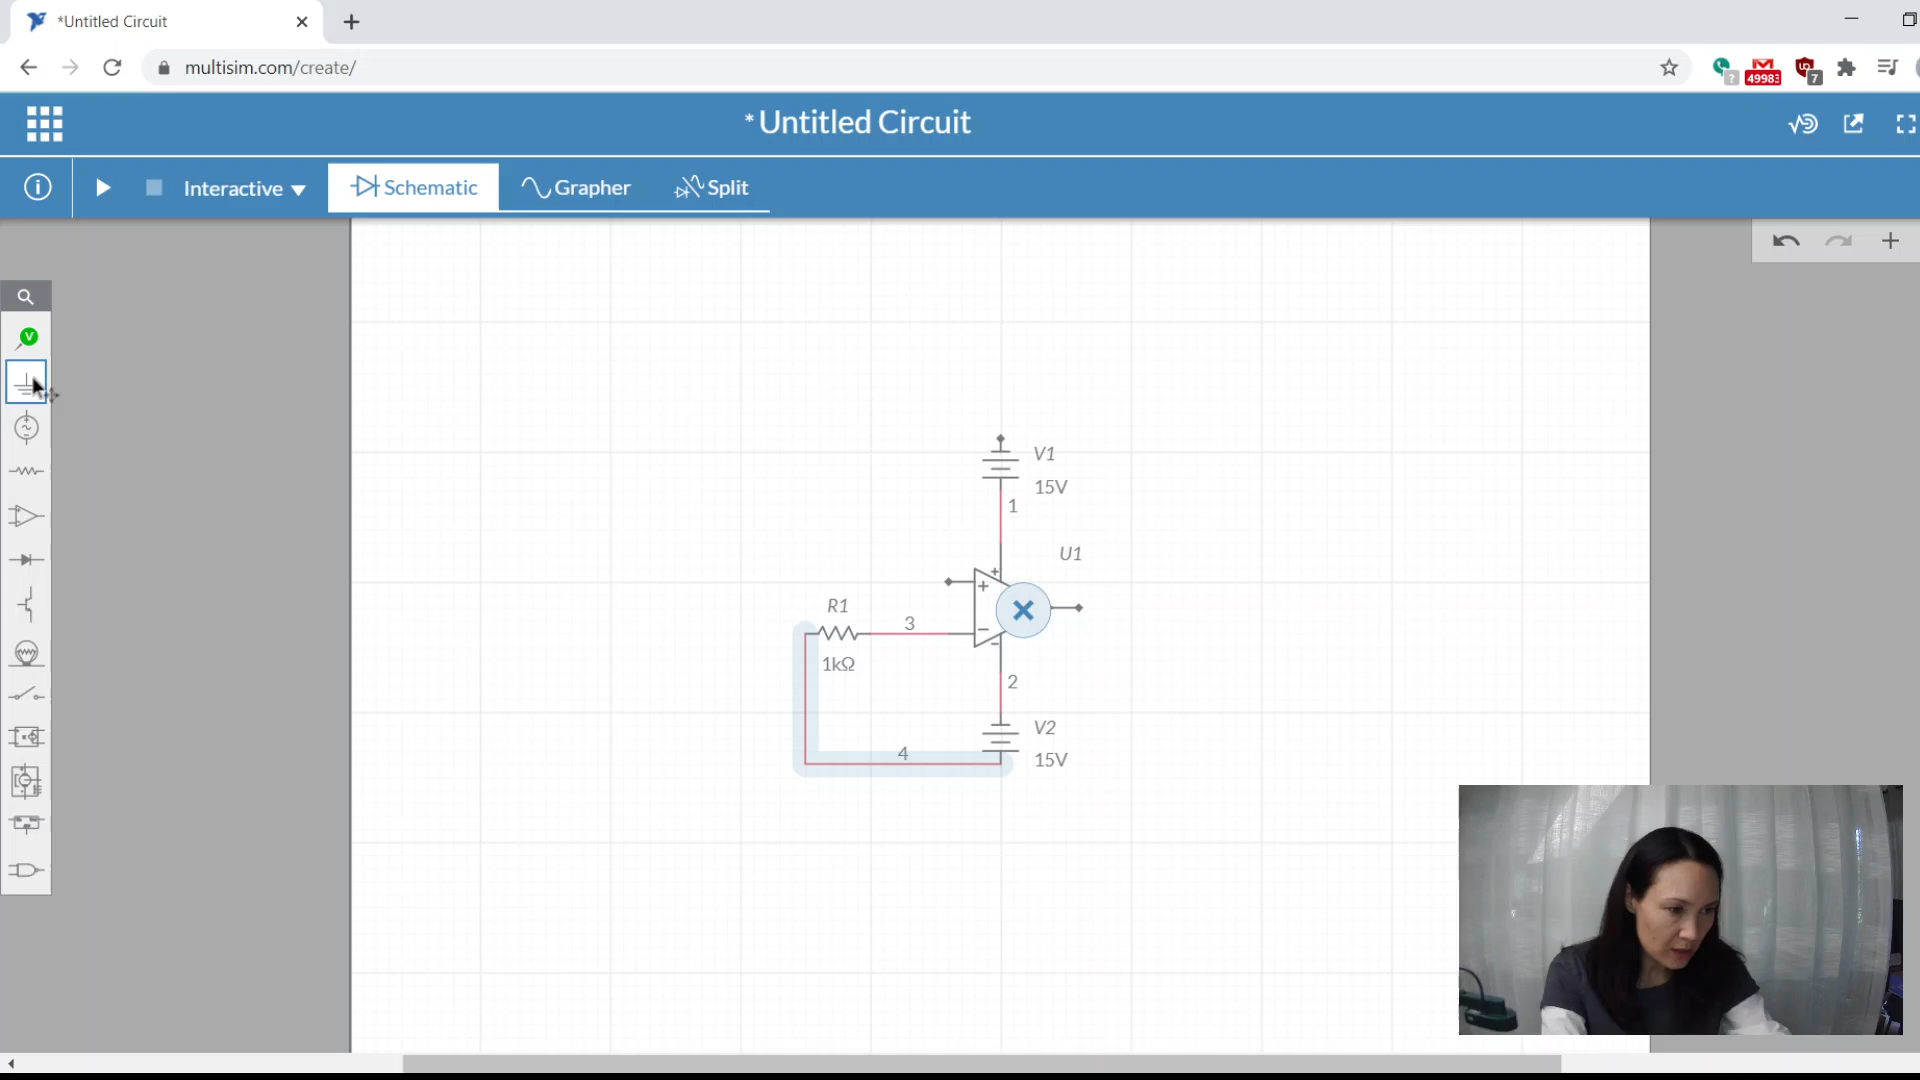 *Untitled Circuit
multisim.com/create/
?
49983
7
* Untitled Circuit
Interactive
Schematic
Grapher
Split
V
V1
15V
1
U1
R1
3
1kΩ
2
V2
4
15V